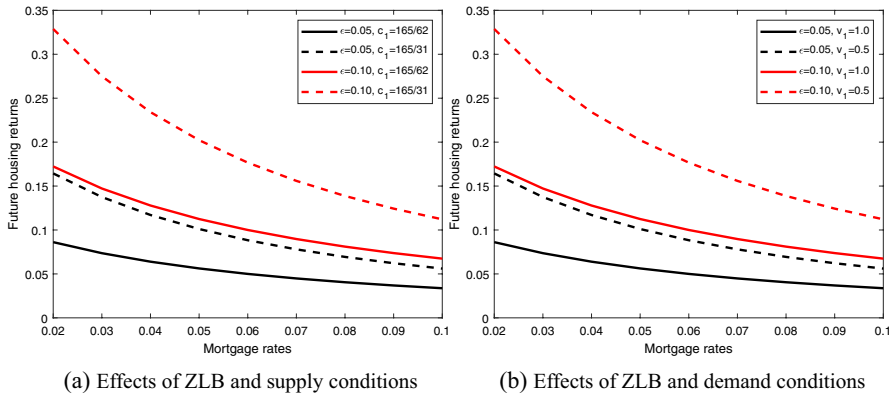 0.35
0.3
0.25
0.2
0.15
0.1
0.05
0
0.02 0.03 0.04 0.05 0.06 0.07 0.08 0.09 0.1
Future housing returns
Mortgage rates
ϵ=0.05, c1=165/62
ϵ=0.05, c1=165/31
ϵ=0.10, c1=165/62
ϵ=0.10, c1=165/31
(a) Effects of ZLB and supply conditions
0.35
0.3
0.25
0.2
0.15
0.1
0.05
0
0.02 0.03 0.04 0.05 0.06 0.07 0.08 0.09 0.1
Future housing returns
Mortgage rates
ϵ=0.05, v1=1.0
ϵ=0.05, v1=0.5
ϵ=0.10, v1=1.0
ϵ=0.10, v1=0.5
(b) Effects of ZLB and demand conditions